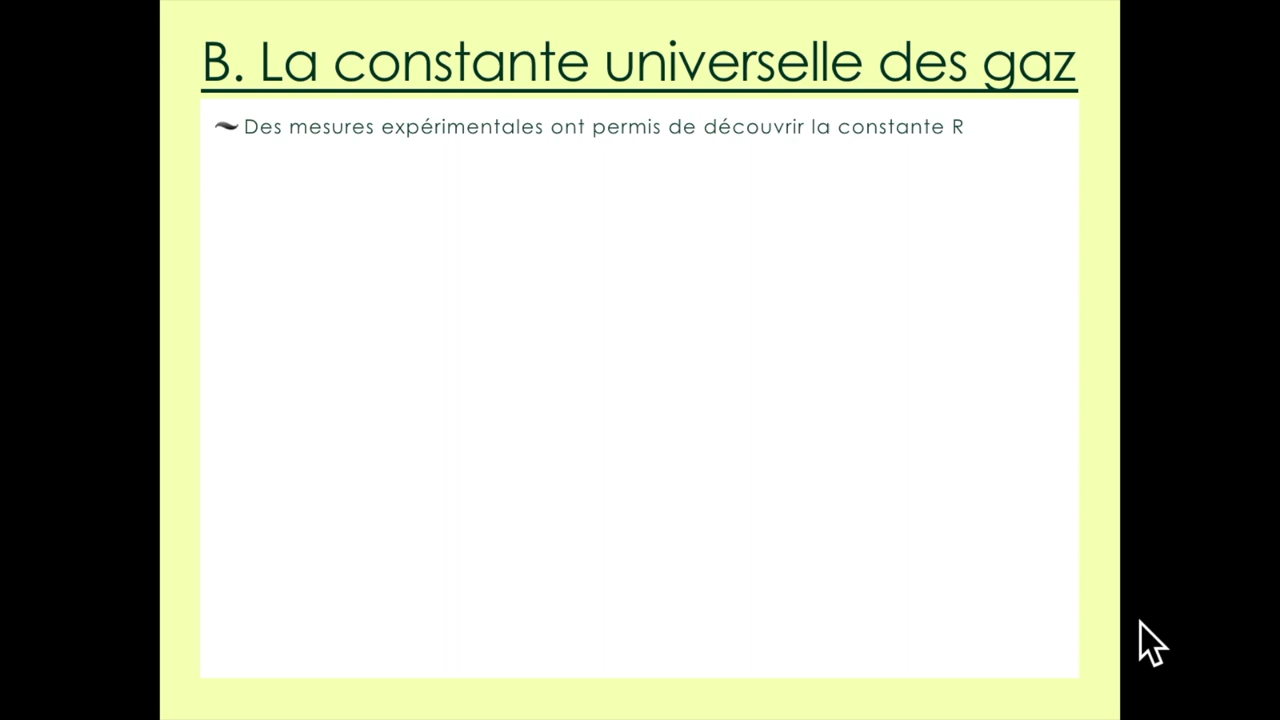 B. La constante universelle des gaz
Des mesures expérimentales ont permis de découvrir la constante R